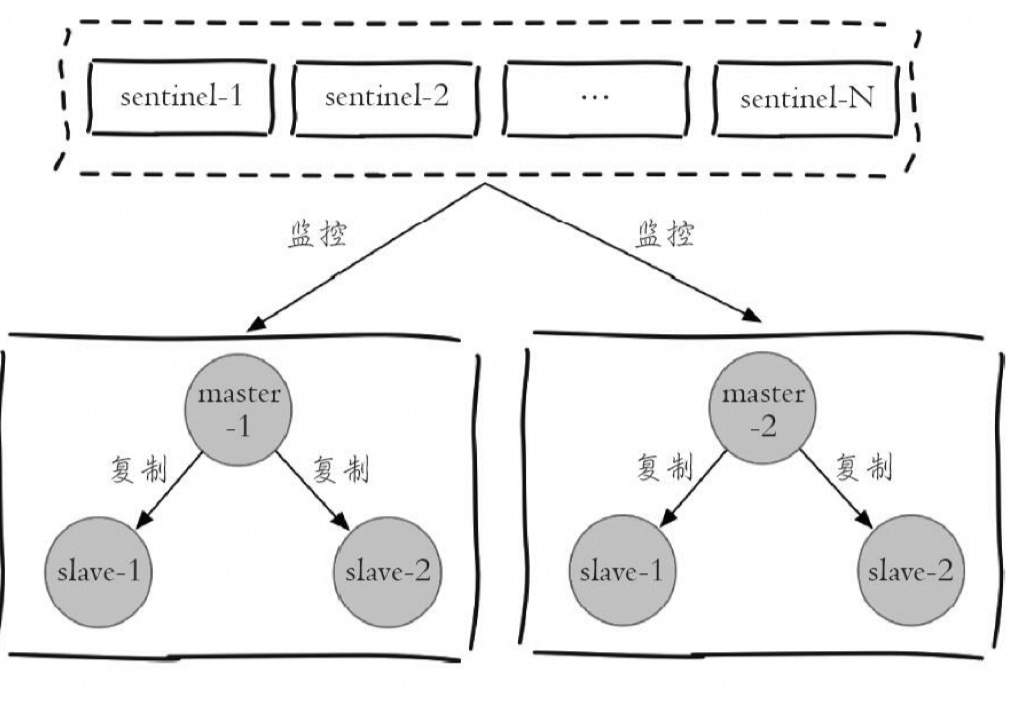 sentinel-1
sentinel-2
...
sentinel-N
监控
监控
master
-1
复制
复制
slave-1
slave-2
master
-2
复制
复制
slave-1
slave-2